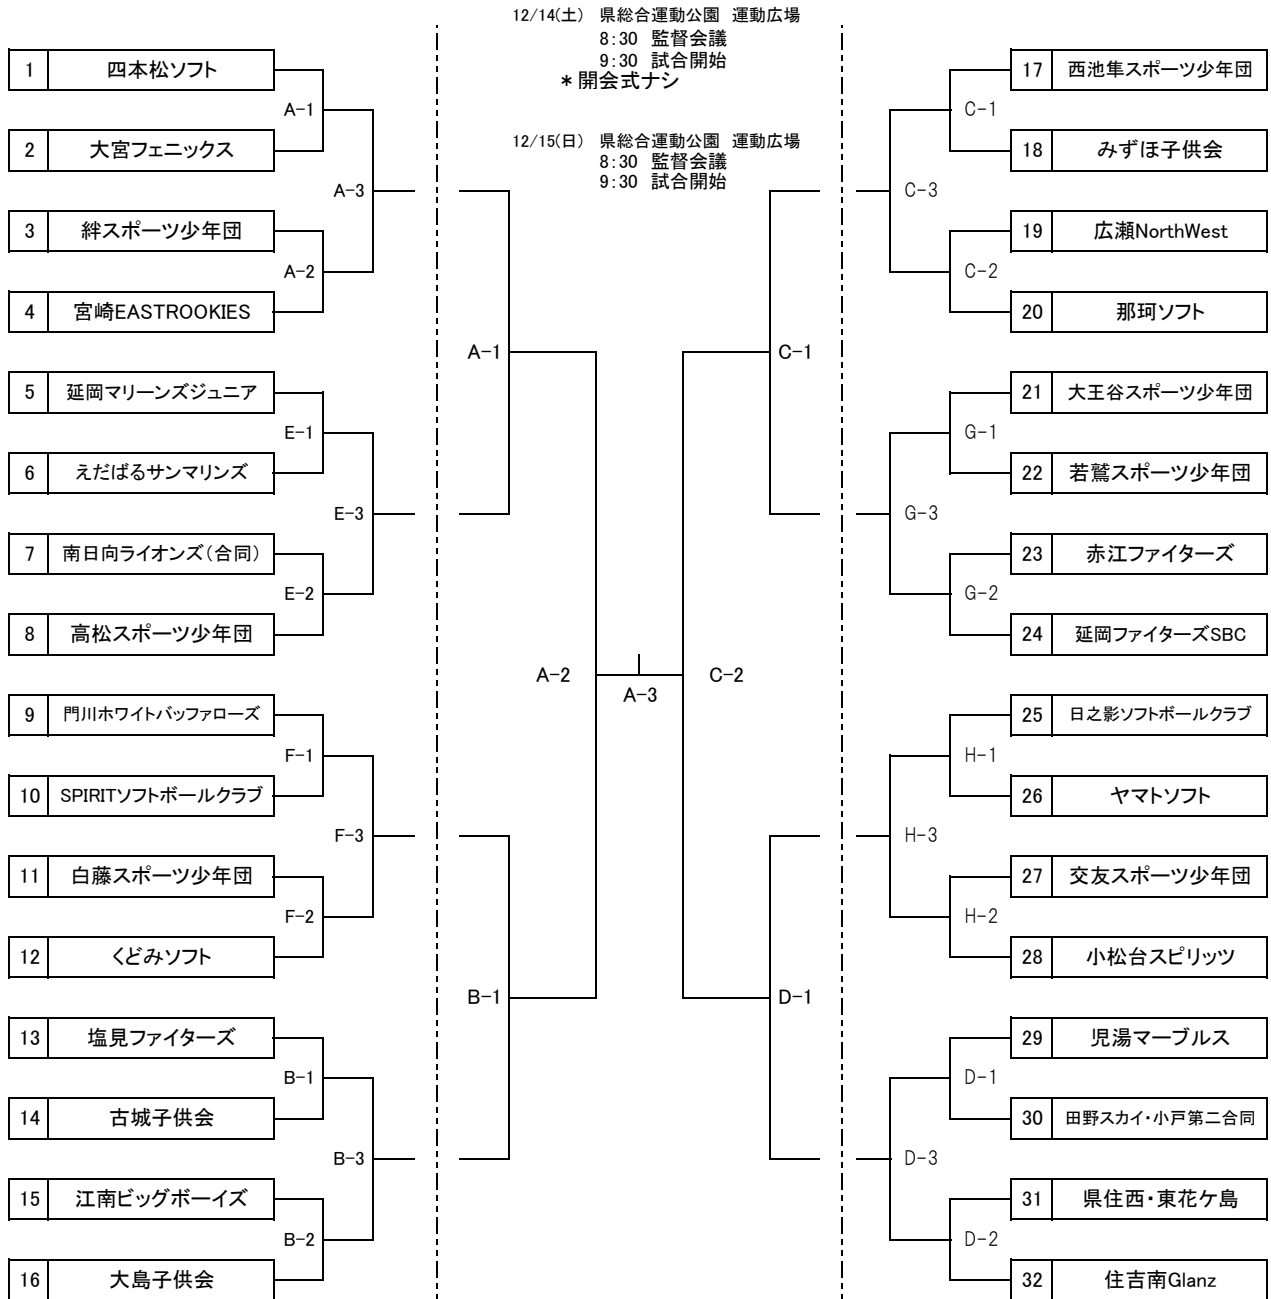 12/14(土) 県総合運動公園 運動広場
8:30 監督会議
9:30 試合開始
＊開会式ナシ
12/15(日) 県総合運動公園 運動広場
8:30 監督会議
9:30 試合開始
1 四本松ソフト
A-1
2 大宮フェニックス
A-3
3 絆スポーツ少年団
A-2
4 宮崎EASTROOKIES
A-1
5 延岡マリーンズジュニア
E-1
6 えだばるサンマリンズ
E-3
7 南日向ライオンズ(合同)
E-2
8 高松スポーツ少年団
A-2
9 門川ホワイトバッファローズ
F-1
10 SPIRITソフトボールクラブ
F-3
11 白藤スポーツ少年団
F-2
12 くどみソフト
B-1
13 塩見ファイターズ
B-1
14 古城子供会
B-3
15 江南ビッグボーイズ
B-2
16 大島子供会
A-3
17 西池隼スポーツ少年団
C-1
18 みずほ子供会
C-3
19 広瀬NorthWest
C-2
20 那珂ソフト
C-1
21 大王谷スポーツ少年団
G-1
22 若鷲スポーツ少年団
G-3
23 赤江ファイターズ
G-2
24 延岡ファイターズSBC
C-2
25 日之影ソフトボールクラブ
H-1
26 ヤマトソフト
H-3
27 交友スポーツ少年団
H-2
28 小松台スピリッツ
D-1
29 児湯マーブルス
D-1
30 田野スカイ・小戸第二合同
D-3
31 県住西・東花ケ島
D-2
32 住吉南Glanz